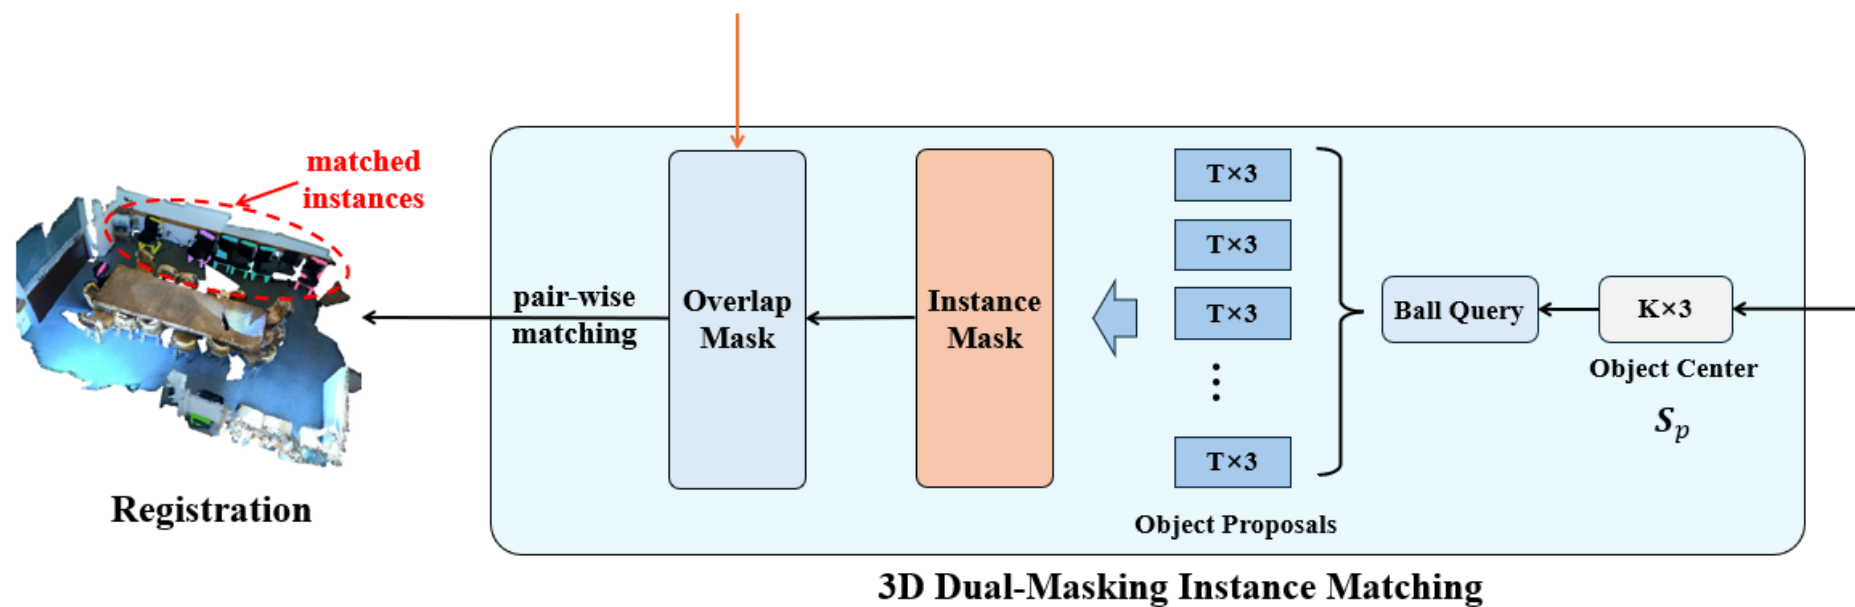 matched
instances
Registration
pair-wise
matching
Overlap
Mask
Instance
Mask
T×3
T×3
T×3
T×3
Object Proposals
Ball Query
K×3
Object Center
S_p
3D Dual-Masking Instance Matching